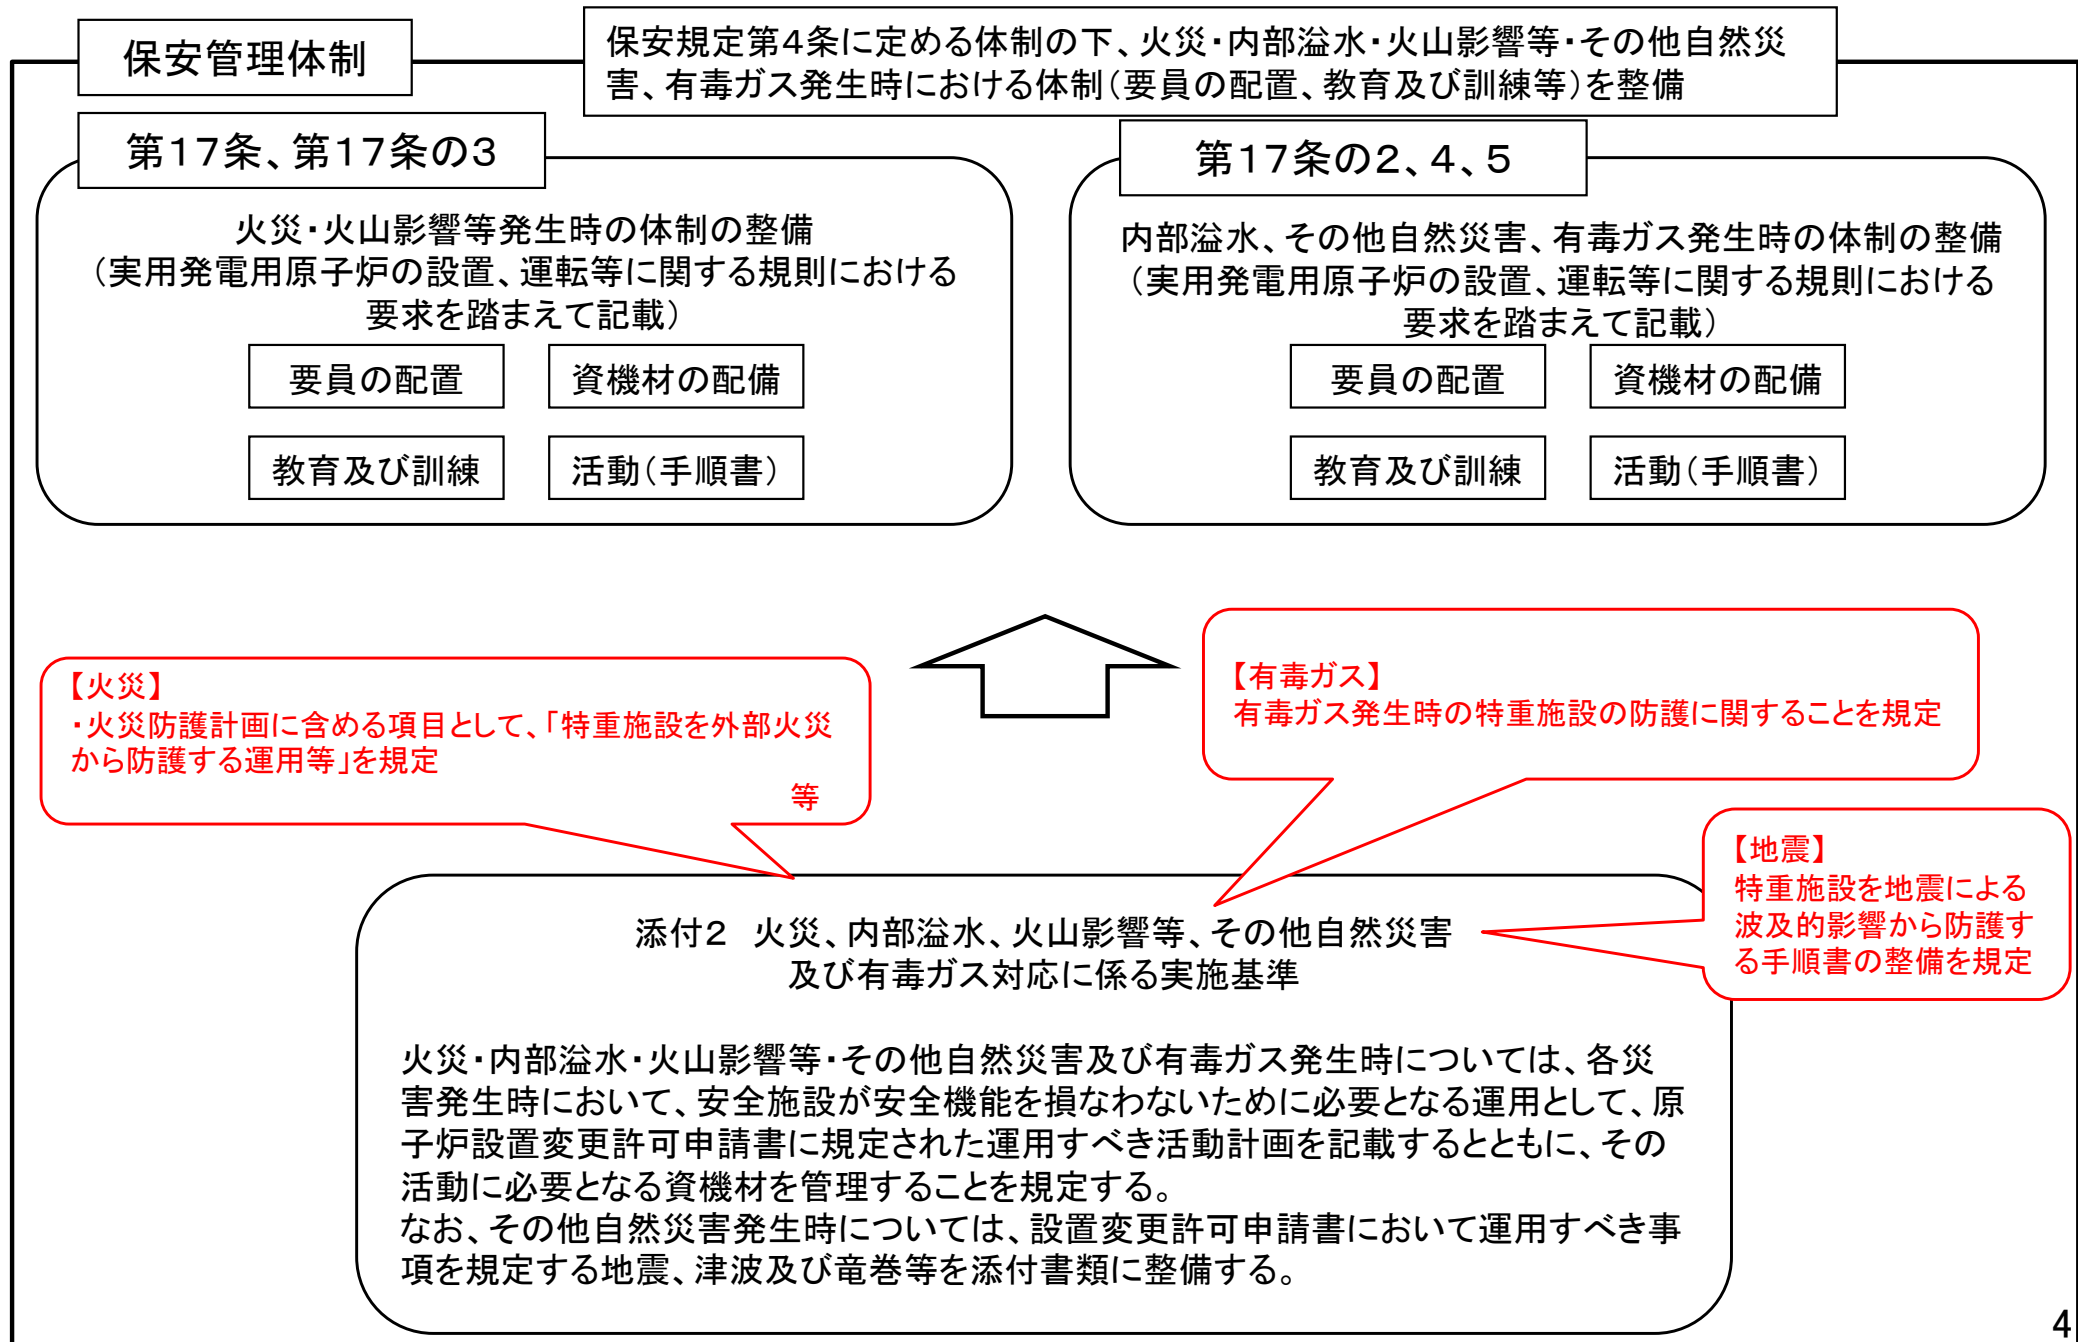 保安管理体制
保安規定第4条に定める体制の下、火災・内部溢水・火山影響等・その他自然災
害、有毒ガス発生時における体制（要員の配置、教育及び訓練等）を整備
第17条、第17条の3
火災・火山影響等発生時の体制の整備
（実用発電用原子炉の設置、運転等に関する規則における
要求を踏まえて記載）
要員の配置
資機材の配備
教育及び訓練
活動（手順書）
第17条の2、4、5
内部溢水、その他自然災害、有毒ガス発生時の体制の整備
（実用発電用原子炉の設置、運転等に関する規則における
要求を踏まえて記載）
要員の配置
資機材の配備
教育及び訓練
活動（手順書）
【火災】
・火災防護計画に含める項目として、「特重施設を外部火災
から防護する運用等」を規定
等
【有毒ガス】
有毒ガス発生時の特重施設の防護に関することを規定
【地震】
特重施設を地震による
波及的影響から防護す
る手順書の整備を規定
添付2　火災、内部溢水、火山影響等、その他自然災害
及び有毒ガス対応に係る実施基準
火災・内部溢水・火山影響等・その他自然災害及び有毒ガス発生時については、各災
害発生時において、安全施設が安全機能を損なわないために必要となる運用として、原
子炉設置変更許可申請書に規定された運用すべき活動計画を記載するとともに、その
活動に必要となる資機材を管理することを規定する。
なお、その他自然災害発生時については、設置変更許可申請書において運用すべき事
項を規定する地震、津波及び竜巻等を添付書類に整備する。
4